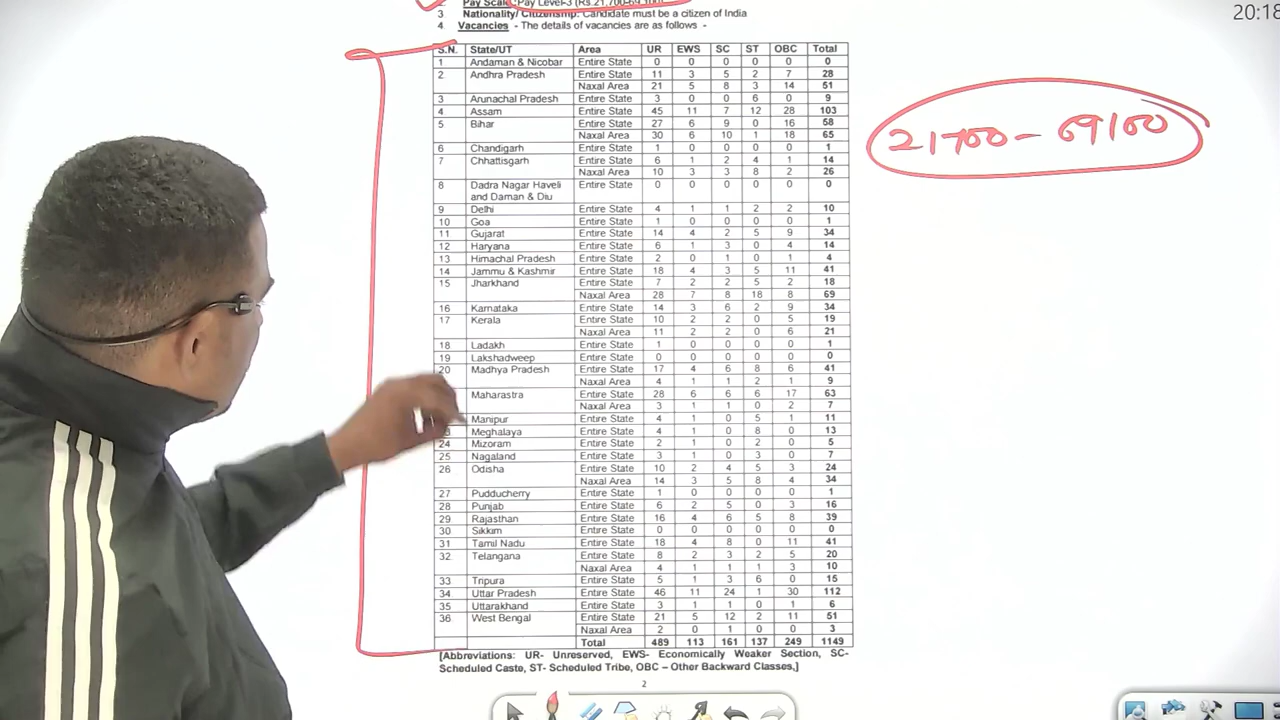 20:18
Pay Scale Pay Level-3 (Rs.21,700-69,100)
3 Nationality/ Citizenship: Candidate must be a citizen of India
4 Vacancies - The details of vacancies are as follows -
S.N. State/UT Area UR EWS SC ST OBC Total
1 Andaman & Nicobar Entire State 0 0 0 0 0 0
2 Andhra Pradesh Entire State 11 3 5 2 7 28
Naxal Area 21 5 8 3 14 51
3 Arunachal Pradesh Entire State 3 0 0 6 0 9
4 Assam Entire State 45 11 7 12 28 103
5 Bihar Entire State 27 6 9 0 16 58
Naxal Area 30 6 10 1 18 65
6 Chandigarh Entire State 1 0 0 0 0 1
7 Chhattisgarh Entire State 6 1 2 4 1 14
Naxal Area 10 3 3 8 2 26
8 Dadra Nagar Haveli Entire State 0 0 0 0 0 0
and Daman & Diu
9 Delhi Entire State 4 1 1 2 2 10
10 Goa Entire State 1 0 0 0 0 1
11 Gujarat Entire State 14 4 2 5 9 34
12 Haryana Entire State 6 1 3 0 4 14
13 Himachal Pradesh Entire State 2 0 1 0 1 4
14 Jammu & Kashmir Entire State 18 4 3 5 11 41
15 Jharkhand Entire State 7 2 2 5 2 18
Naxal Area 28 7 8 18 8 69
16 Karnataka Entire State 14 3 6 2 9 34
17 Kerala Entire State 10 2 2 0 5 19
Naxal Area 11 2 2 0 6 21
18 Ladakh Entire State 1 0 0 0 0 1
19 Lakshadweep Entire State 0 0 0 0 0 0
20 Madhya Pradesh Entire State 17 4 6 8 6 41
Naxal Area 4 1 1 2 1 9
Maharastra Entire State 28 6 6 6 17 63
Naxal Area 3 1 1 0 2 7
Manipur Entire State 4 1 0 5 1 11
Meghalaya Entire State 4 1 0 8 0 13
24 Mizoram Entire State 2 1 0 2 0 5
25 Nagaland Entire State 3 1 0 3 0 7
26 Odisha Entire State 10 2 4 5 3 24
Naxal Area 14 3 5 8 4 34
27 Pudducherry Entire State 1 0 0 0 0 1
28 Punjab Entire State 6 2 5 0 3 16
29 Rajasthan Entire State 16 4 6 5 8 39
30 Sikkim Entire State 0 0 0 0 0 0
31 Tamil Nadu Entire State 18 4 8 0 11 41
32 Telangana Entire State 8 2 3 2 5 20
Naxal Area 4 1 1 1 3 10
33 Tripura Entire State 5 1 3 6 0 15
34 Uttar Pradesh Entire State 46 11 24 1 30 112
35 Uttarakhand Entire State 3 1 1 0 1 6
36 West Bengal Entire State 21 5 12 2 11 51
Naxal Area 2 0 1 0 0 3
Total 489 113 161 137 249 1149
[Abbreviations: UR- Unreserved, EWS- Economically Weaker Section, SC-
Scheduled Caste, ST- Scheduled Tribe, OBC – Other Backward Classes,]
2
21700 - 69100